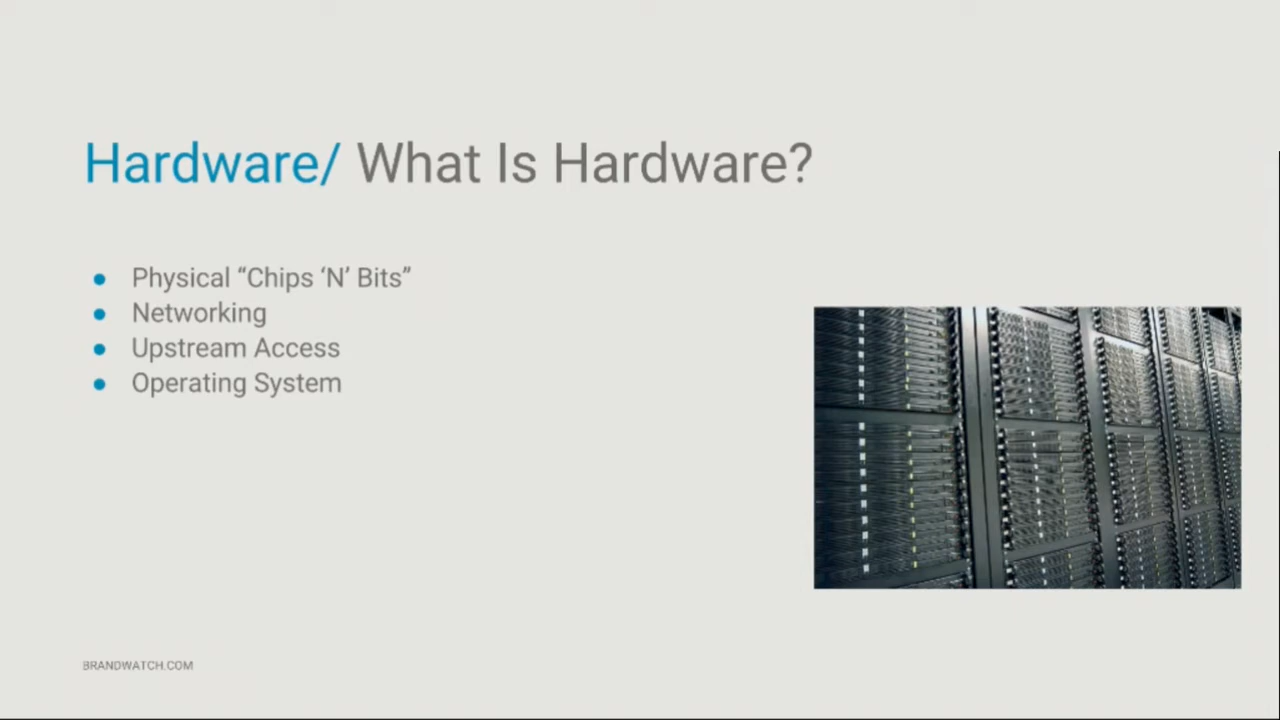 Hardware/ What Is Hardware?
Physical “Chips ‘N’ Bits”
Networking
Upstream Access
Operating System
BRANDWATCH.COM